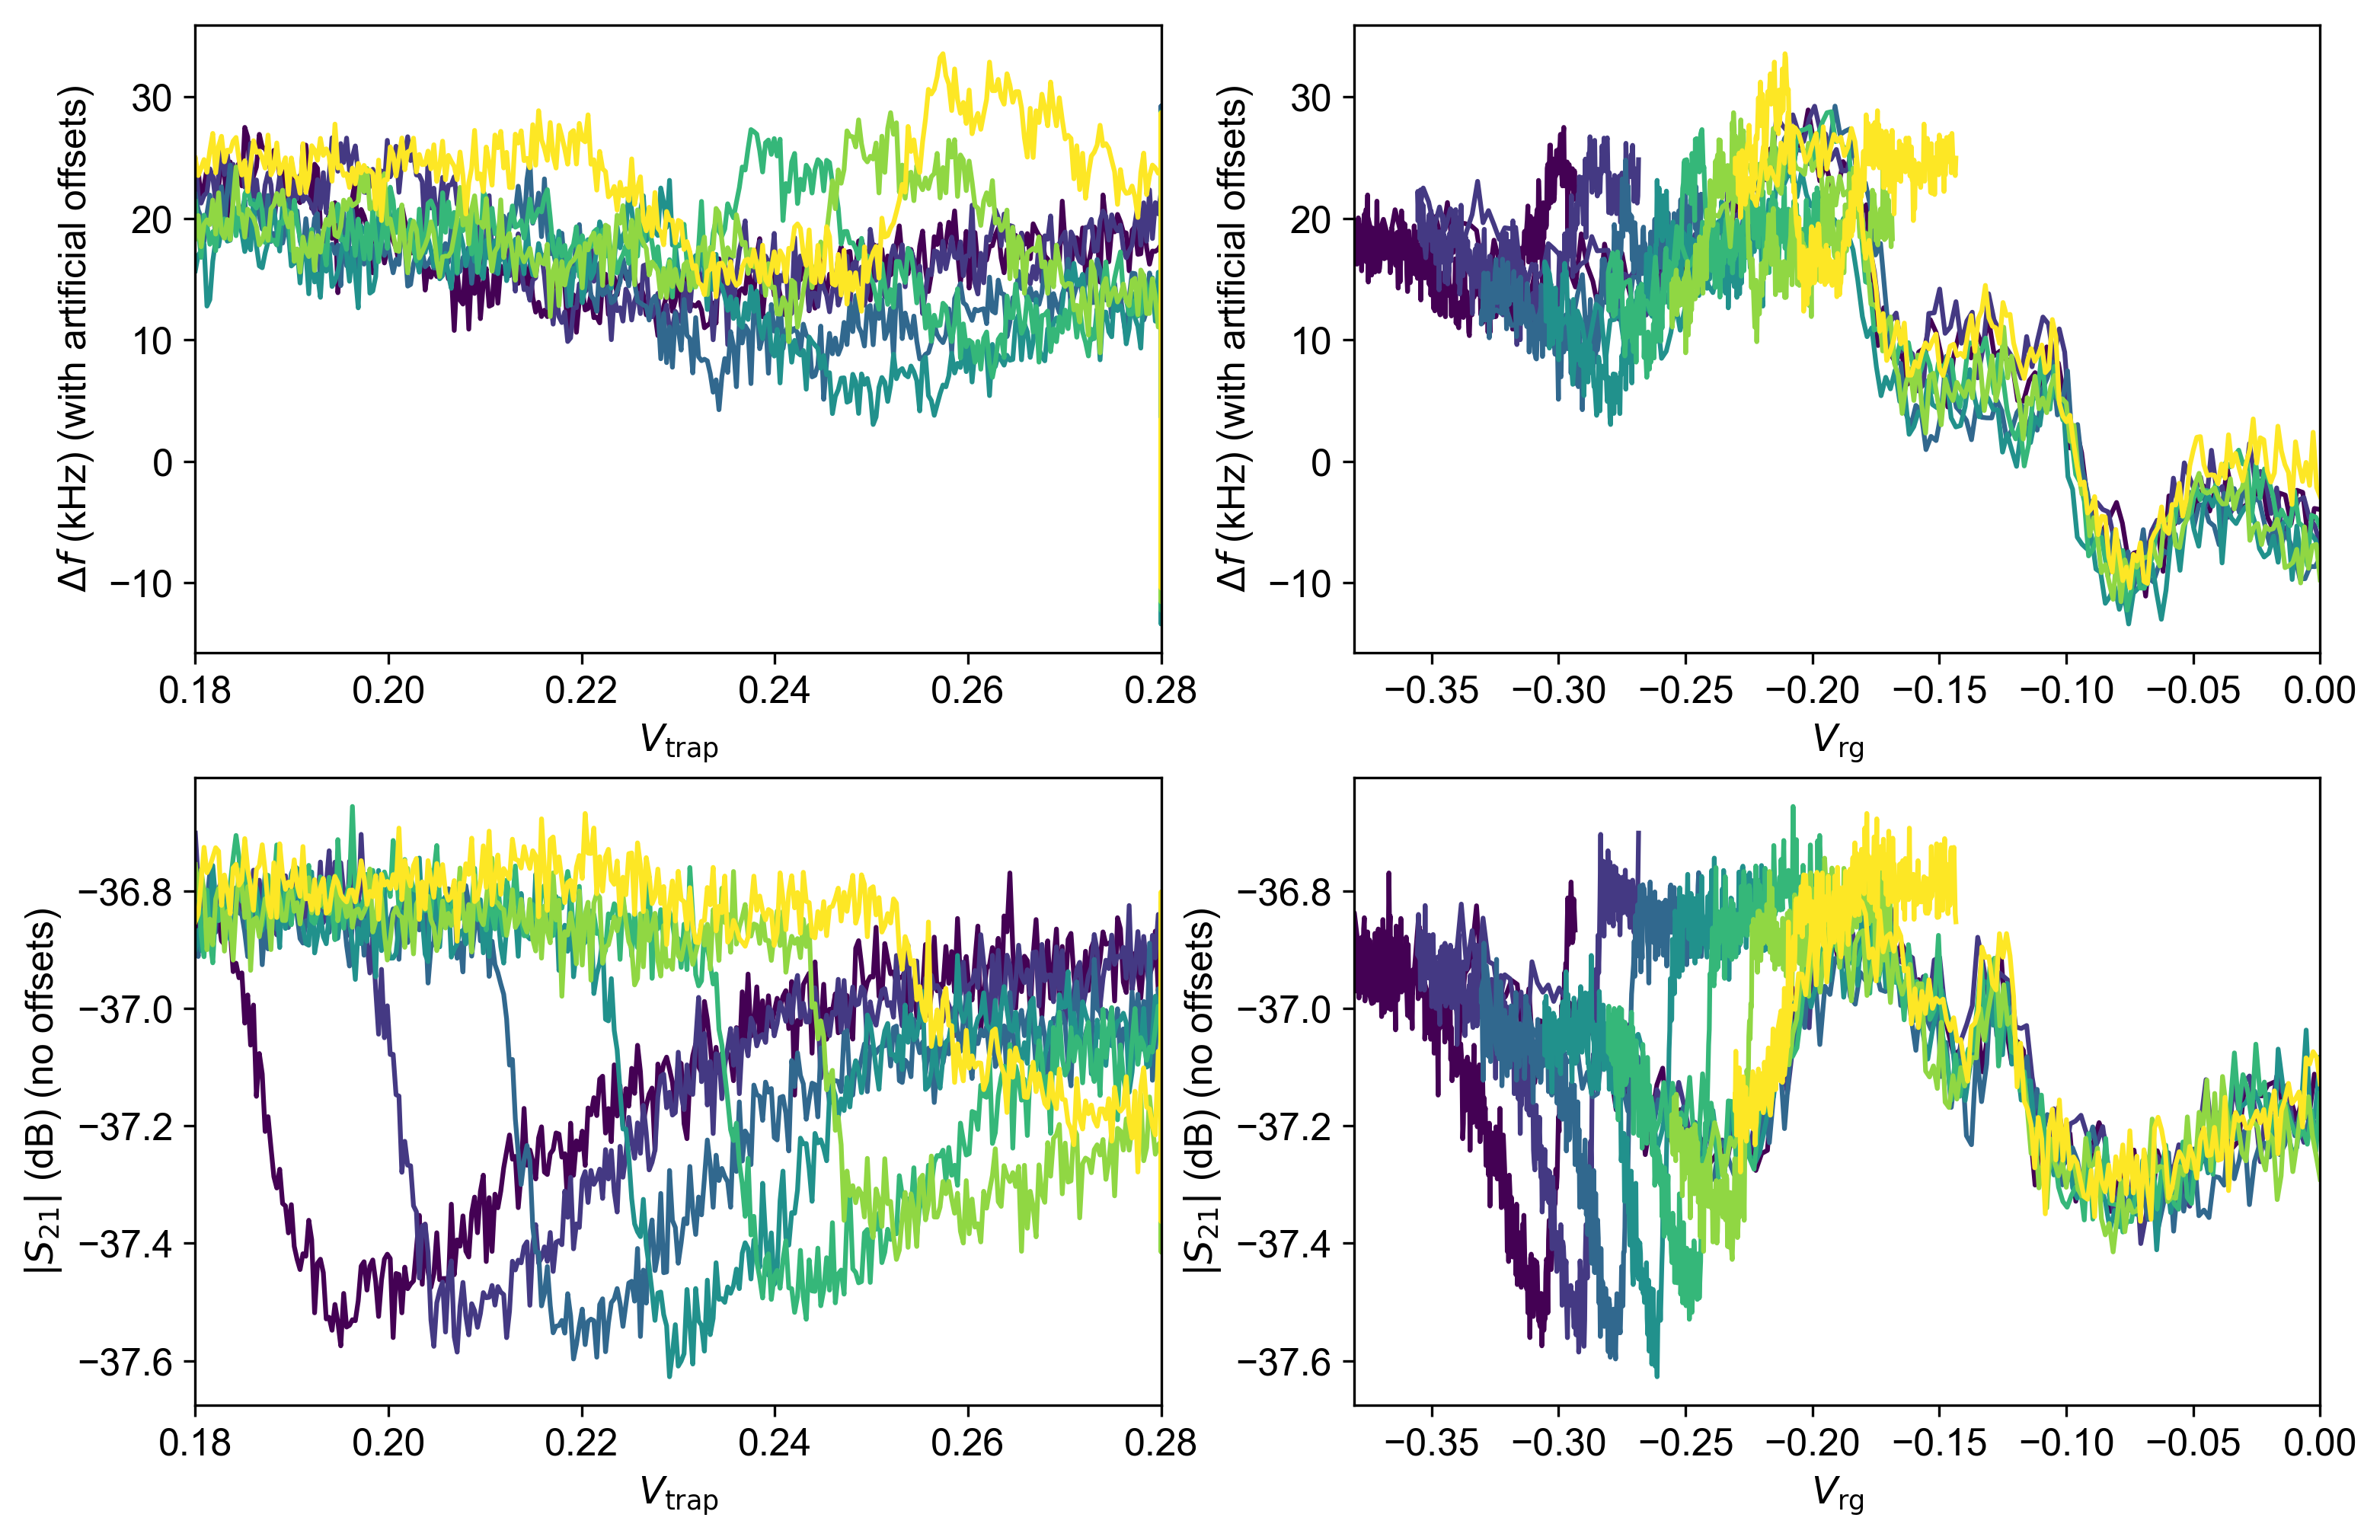 Δf (kHz) (with artificial offsets)
30
20
10
0
−10
0.18 0.20 0.22 0.24 0.26 0.28
V_trap
Δf (kHz) (with artificial offsets)
30
20
10
0
−10
−0.35 −0.30 −0.25 −0.20 −0.15 −0.10 −0.05 0.00
V_rg
|S_21| (dB) (no offsets)
−36.8
−37.0
−37.2
−37.4
−37.6
0.18 0.20 0.22 0.24 0.26 0.28
V_trap
|S_21| (dB) (no offsets)
−36.8
−37.0
−37.2
−37.4
−37.6
−0.35 −0.30 −0.25 −0.20 −0.15 −0.10 −0.05 0.00
V_rg